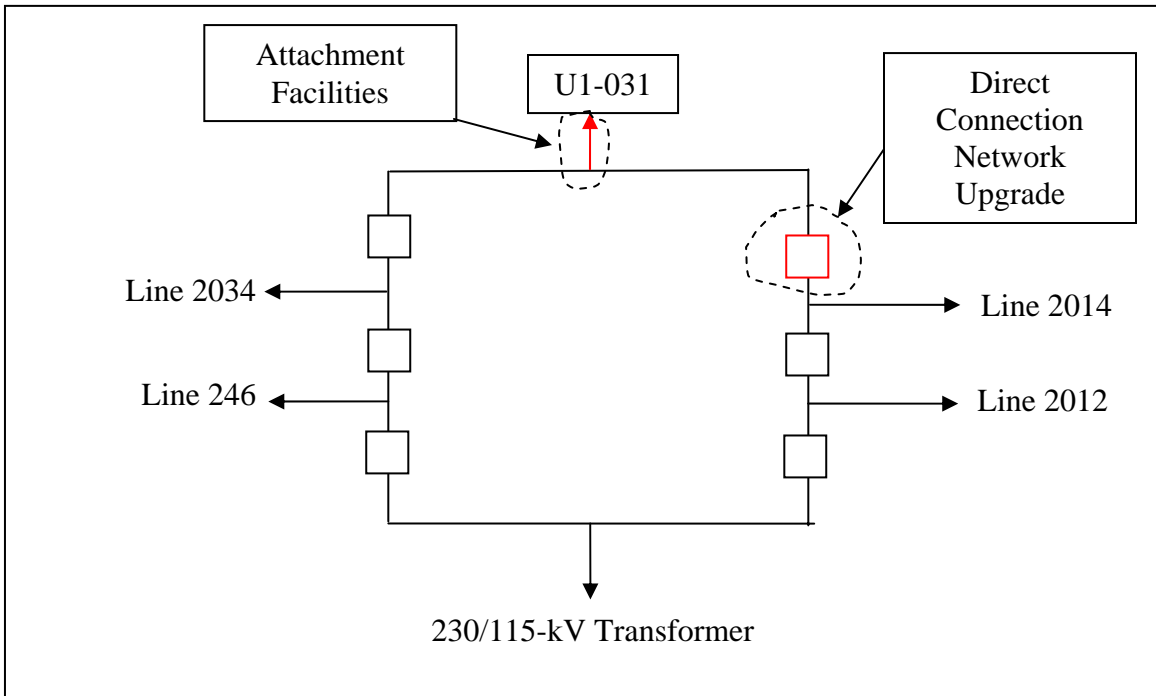 Attachment
Facilities
U1-031
Direct
Connection
Network
Upgrade
Line 2034
Line 2014
Line 246
Line 2012
230/115-kV Transformer